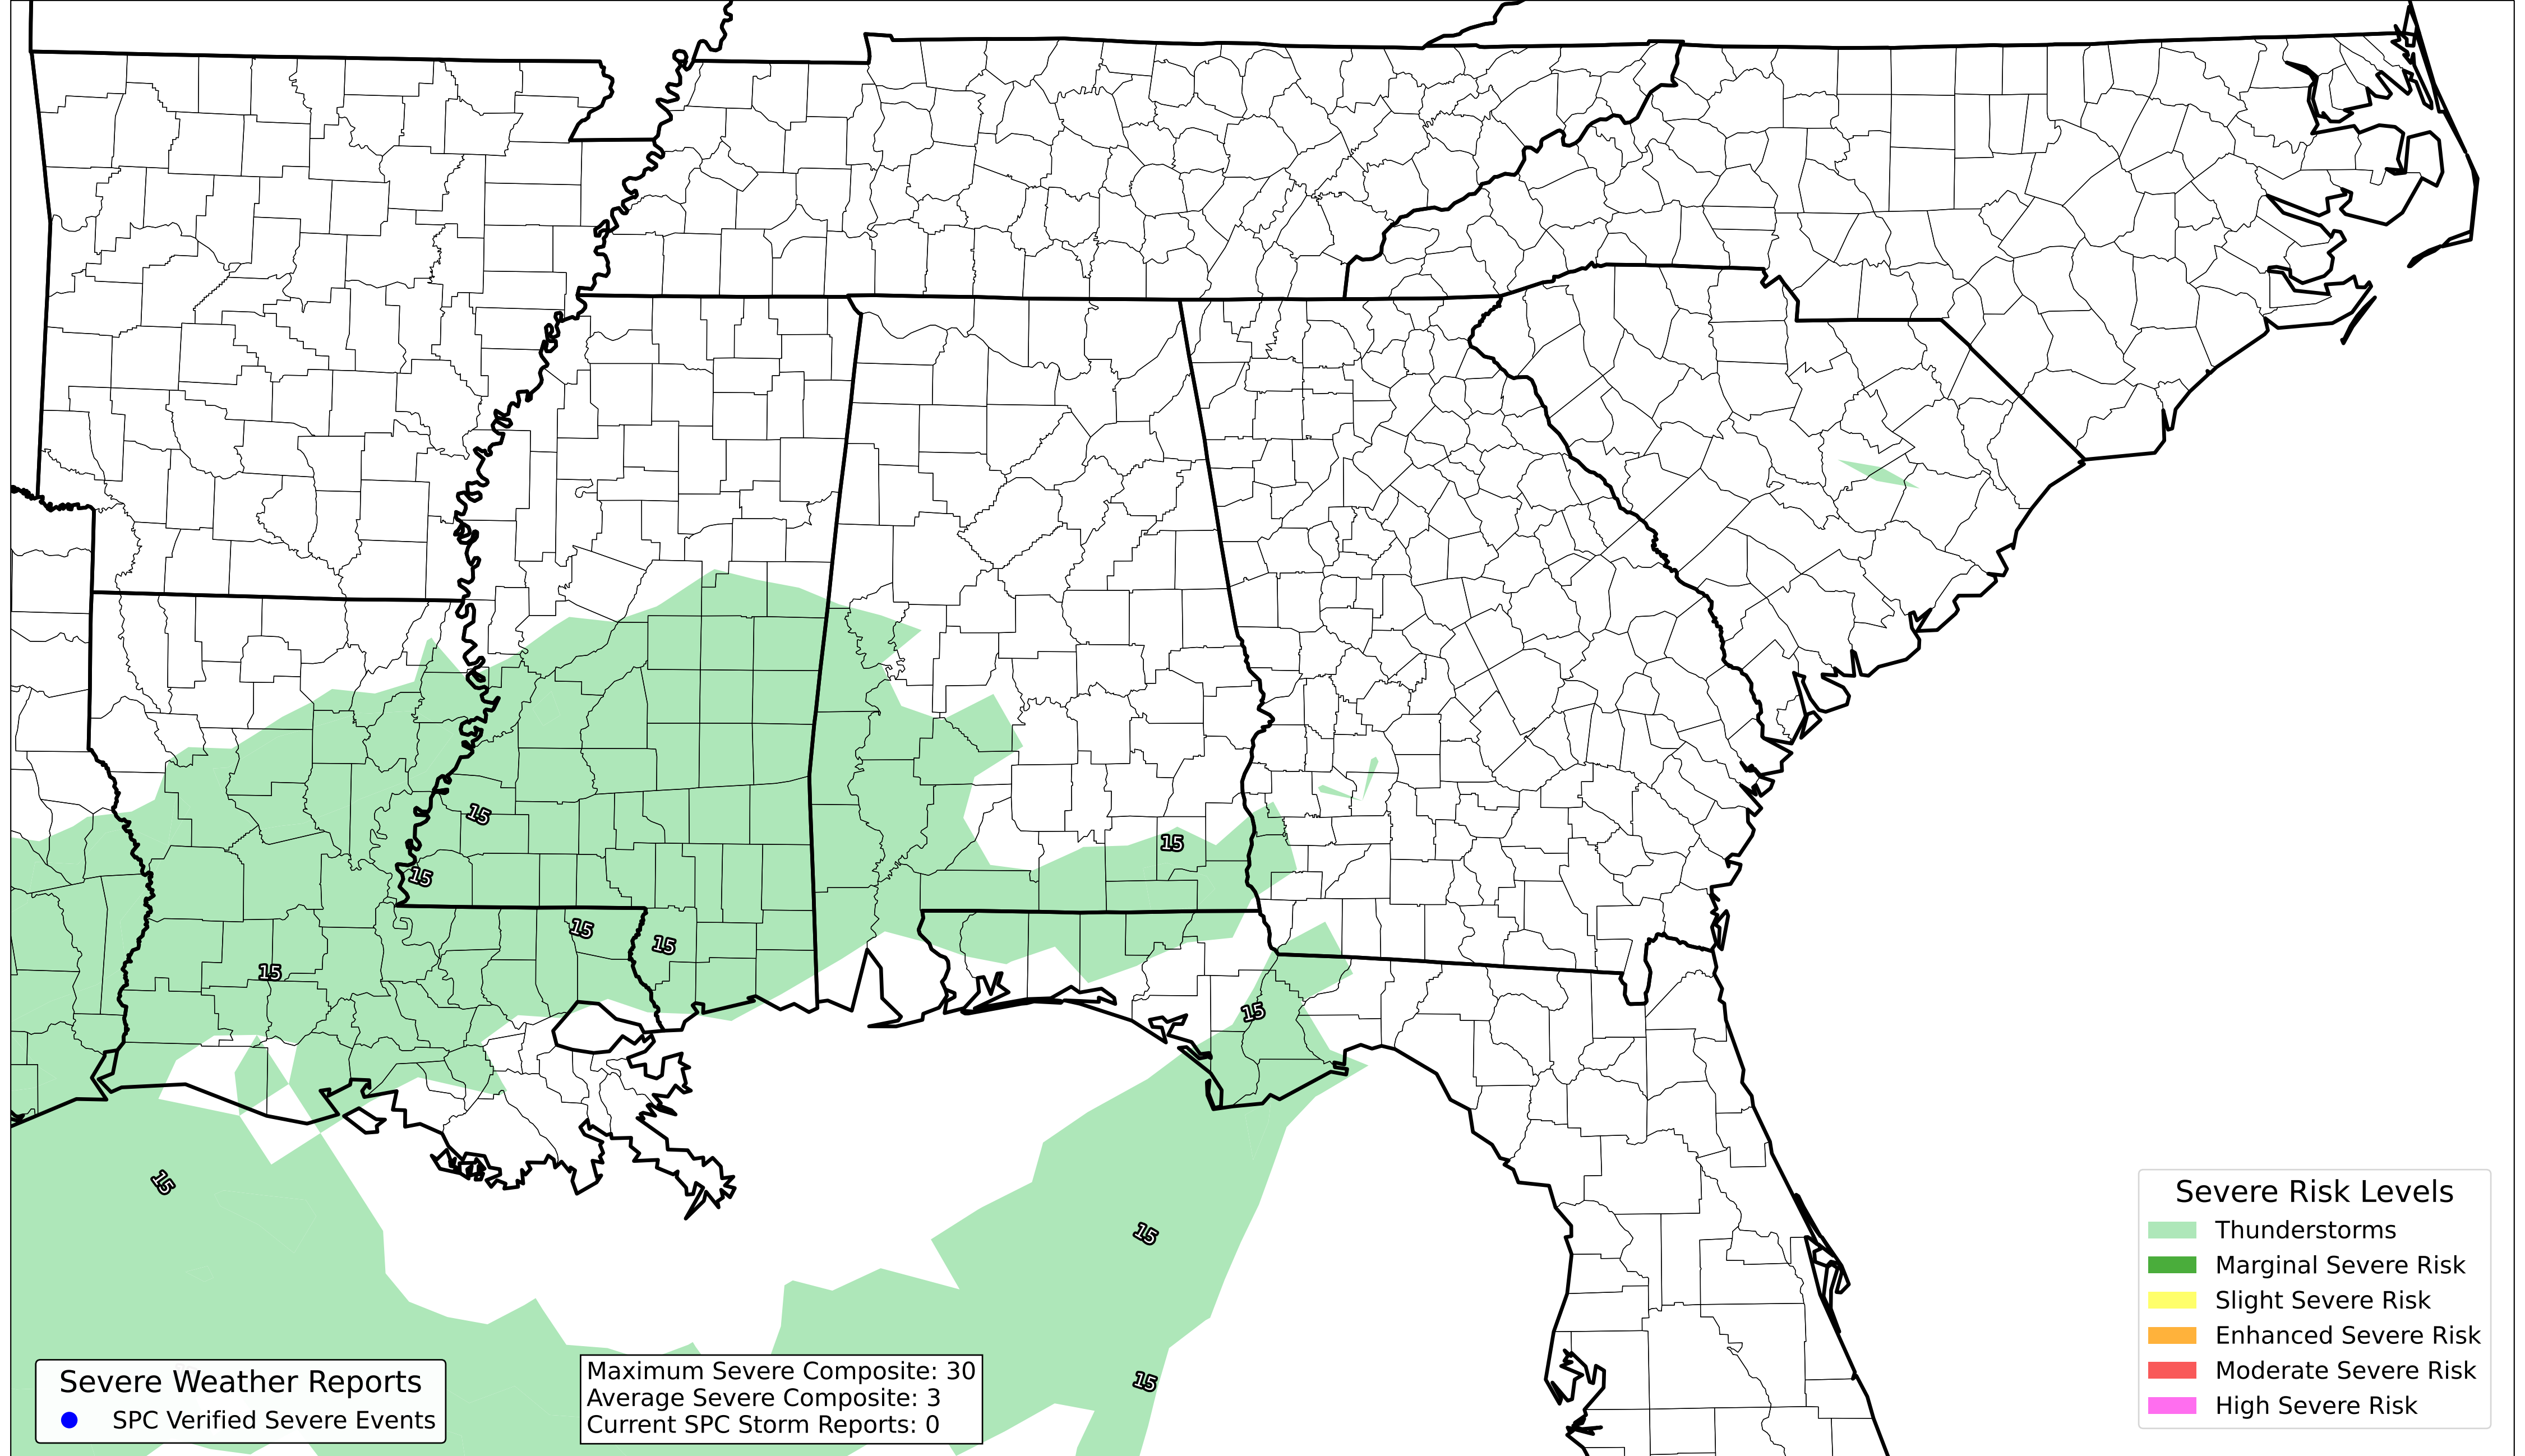 15
15
15
15
15
15
15
15
15
15
Severe Risk Levels
Thunderstorms
Marginal Severe Risk
Slight Severe Risk
Enhanced Severe Risk
Moderate Severe Risk
High Severe Risk
Severe Weather Reports
SPC Verified Severe Events
Maximum Severe Composite: 30
Average Severe Composite: 3
Current SPC Storm Reports: 0